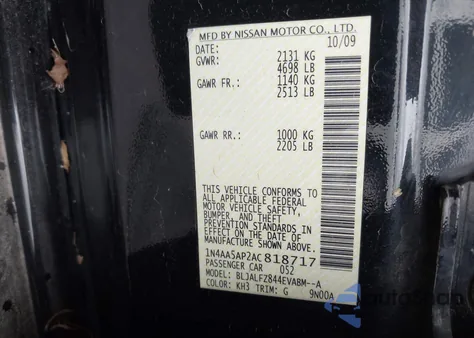 MFD BY NISSAN MOTOR CO., LTD.
DATE: 10/09
GVWR: 2131 KG
4698 LB
GAWR FR: 1140 KG
2513 LB
GAWR RR: 1000 KG
2205 LB
THIS VEHICLE CONFORMS TO
ALL APPLICABLE FEDERAL
MOTOR VEHICLE SAFETY,
BUMPER, AND THEFT
PREVENTION STANDARDS IN
EFFECT ON THE DATE OF
MANUFACTURE SHOWN ABOVE.
1N4AA5AP2AC818717
PASSENGER CAR 052
MODEL: BLJALFZ844EVABM--A
COLOR: KH3 TRIM: G 9N00A